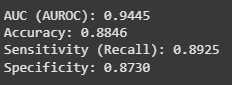 AUC (AUROC): 0.9445
Accuracy: 0.8846
Sensitivity (Recall): 0.8925
Specificity: 0.8730